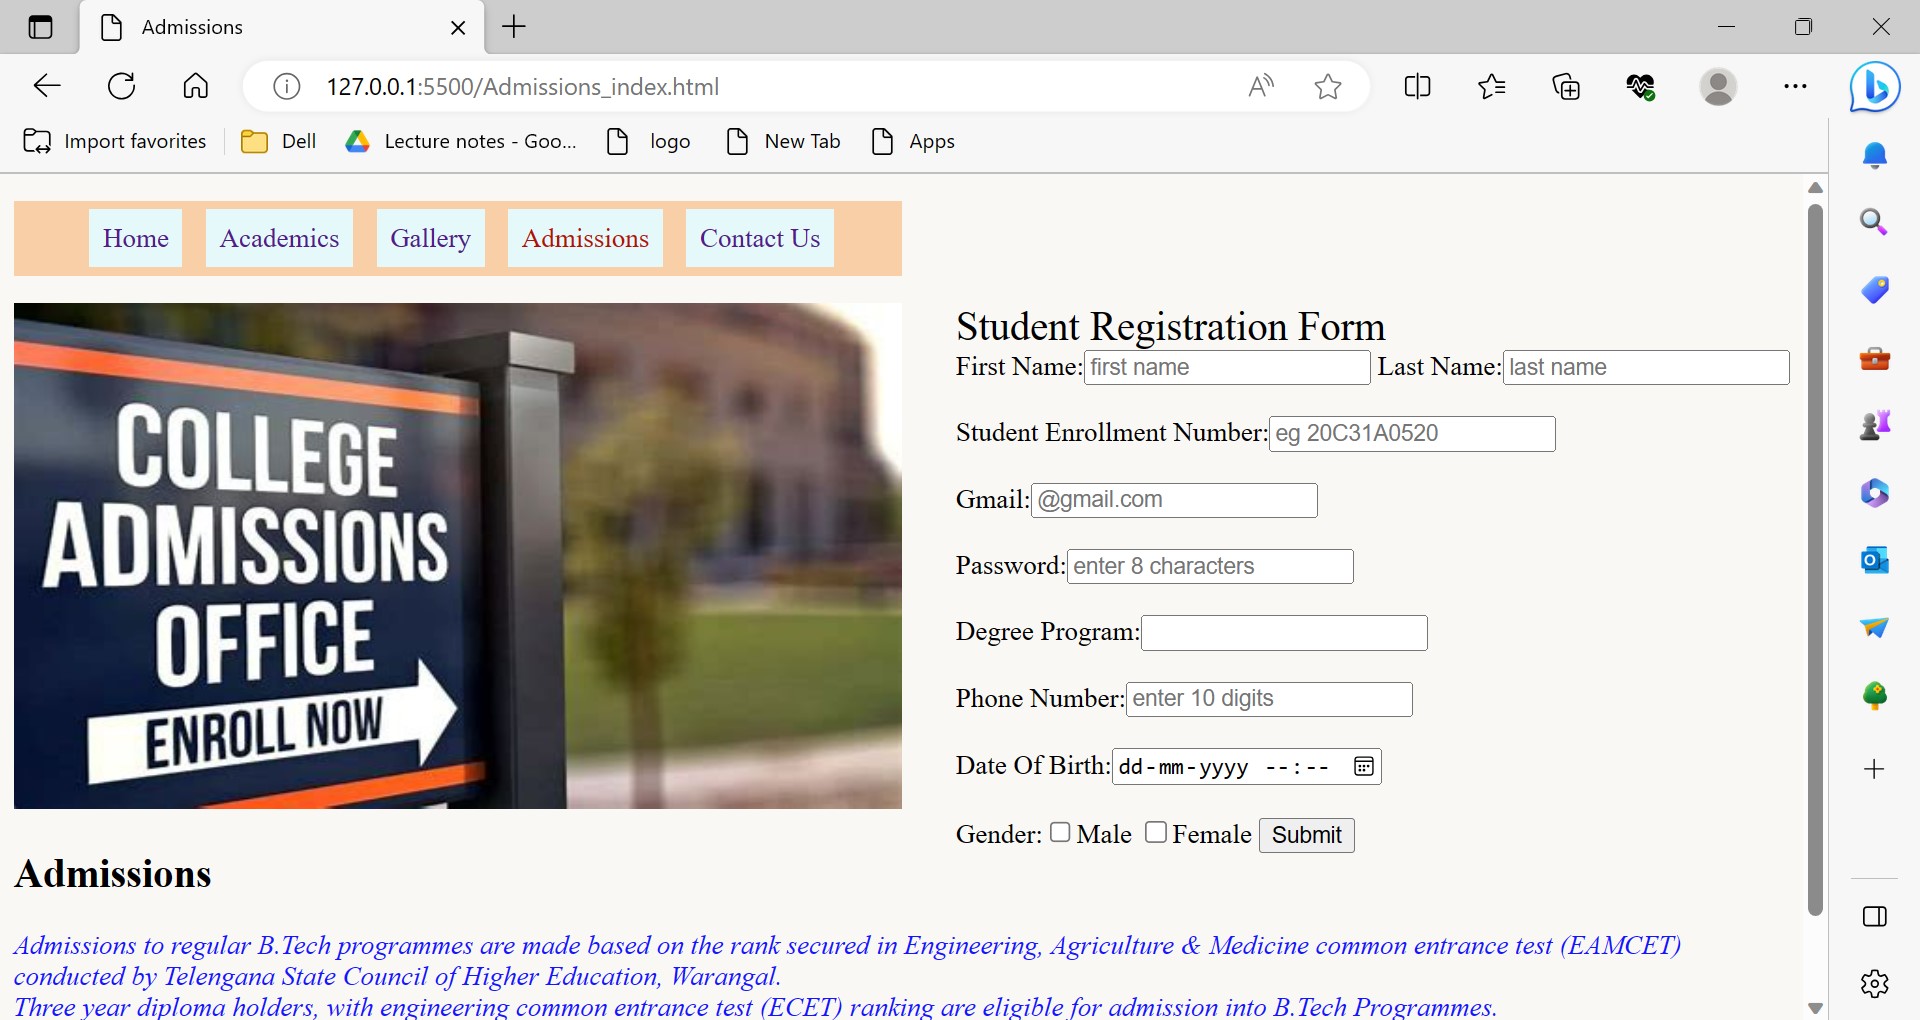 Admissions
127.0.0.1:5500/Admissions_index.html
Import favorites Dell Lecture notes - Goo... logo New Tab Apps
Home Academics Gallery Admissions Contact Us
COLLEGE
ADMISSIONS
OFFICE
ENROLL NOW
Student Registration Form
First Name: first name Last Name: last name
Student Enrollment Number: eg 20C31A0520
Gmail: @gmail.com
Password: enter 8 characters
Degree Program:
Phone Number: enter 10 digits
Date Of Birth: dd-mm-yyyy --:--
Gender: Male Female Submit
Admissions
Admissions to regular B.Tech programmes are made based on the rank secured in Engineering, Agriculture & Medicine common entrance test (EAMCET)
conducted by Telengana State Council of Higher Education, Warangal.
Three year diploma holders, with engineering common entrance test (ECET) ranking are eligible for admission into B.Tech Programmes.